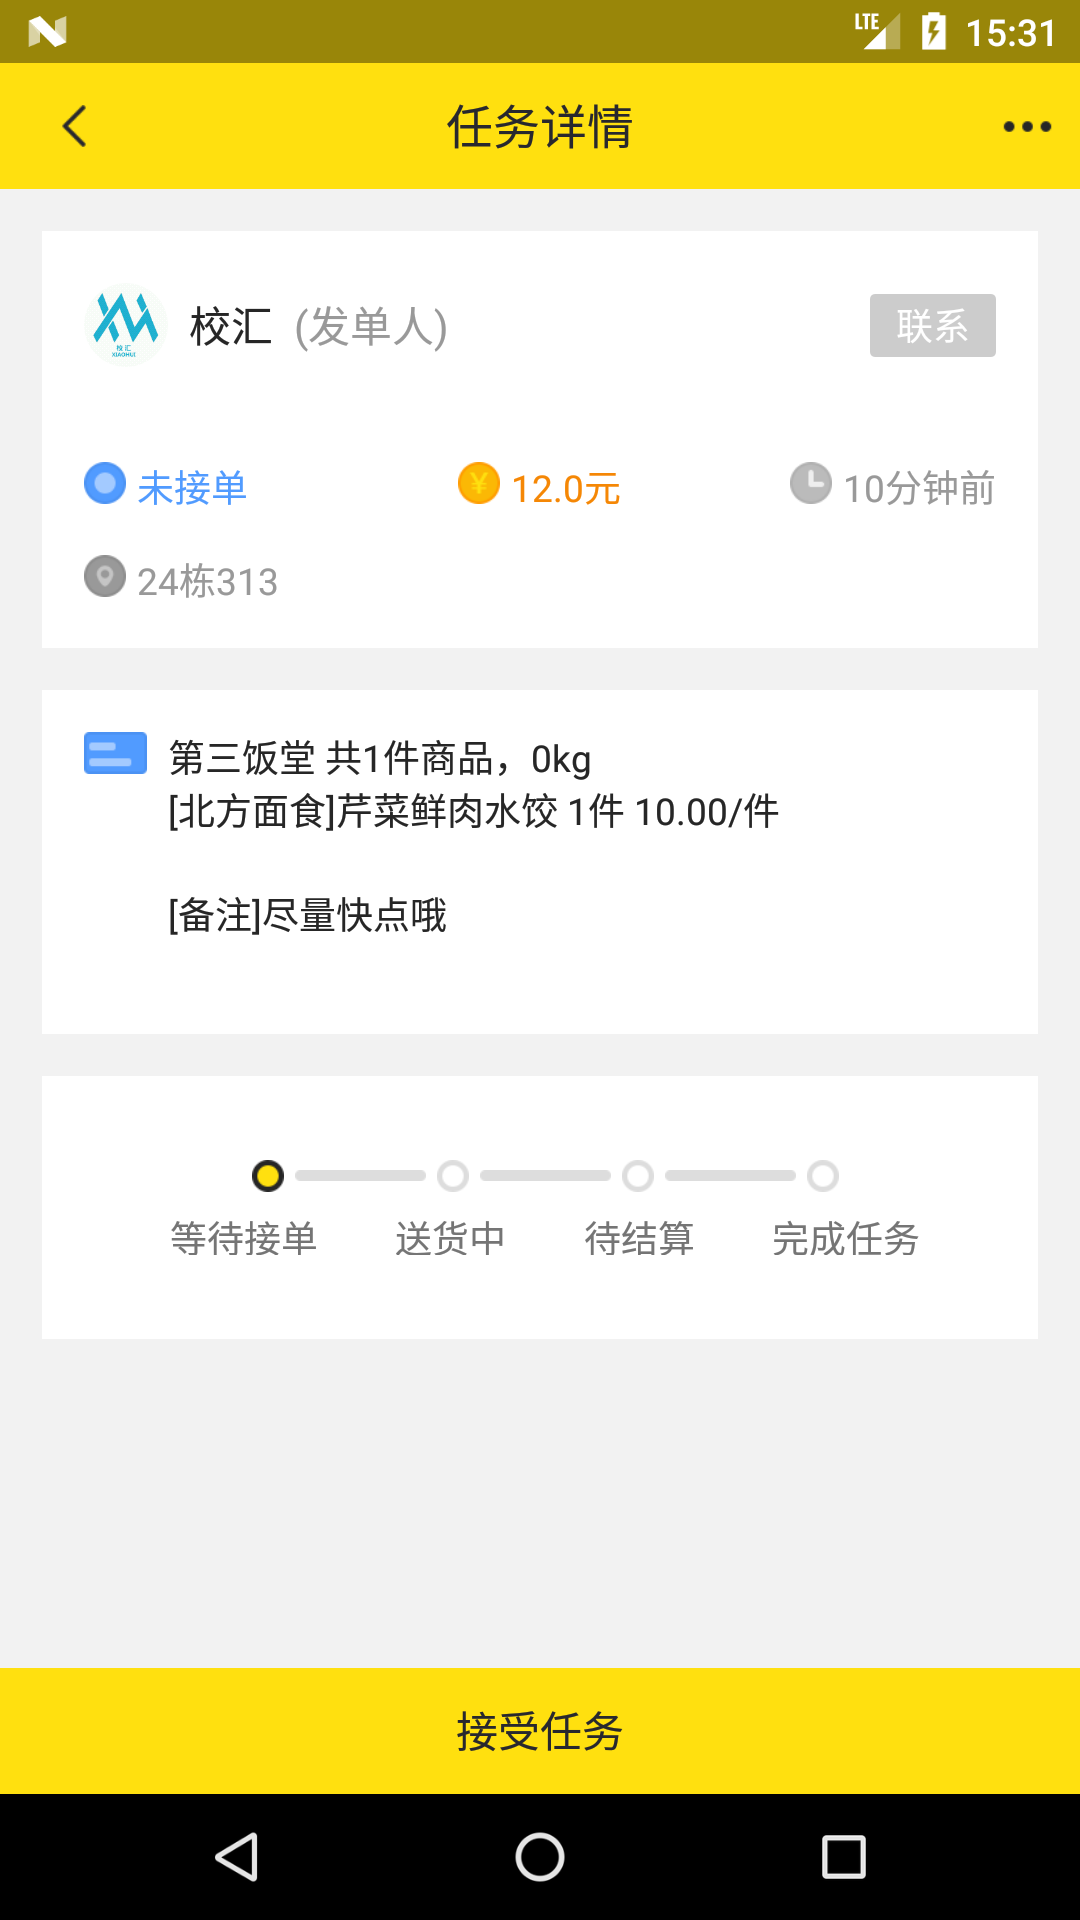 LTE 15:31
任务详情
校汇 (发单人) 联系
校汇
XIAOHUI
未接单 ¥ 12.0元 10分钟前
24栋313
第三饭堂 共1件商品，0kg
[北方面食]芹菜鲜肉水饺 1件 10.00/件
[备注]尽量快点哦
等待接单 送货中 待结算 完成任务
接受任务